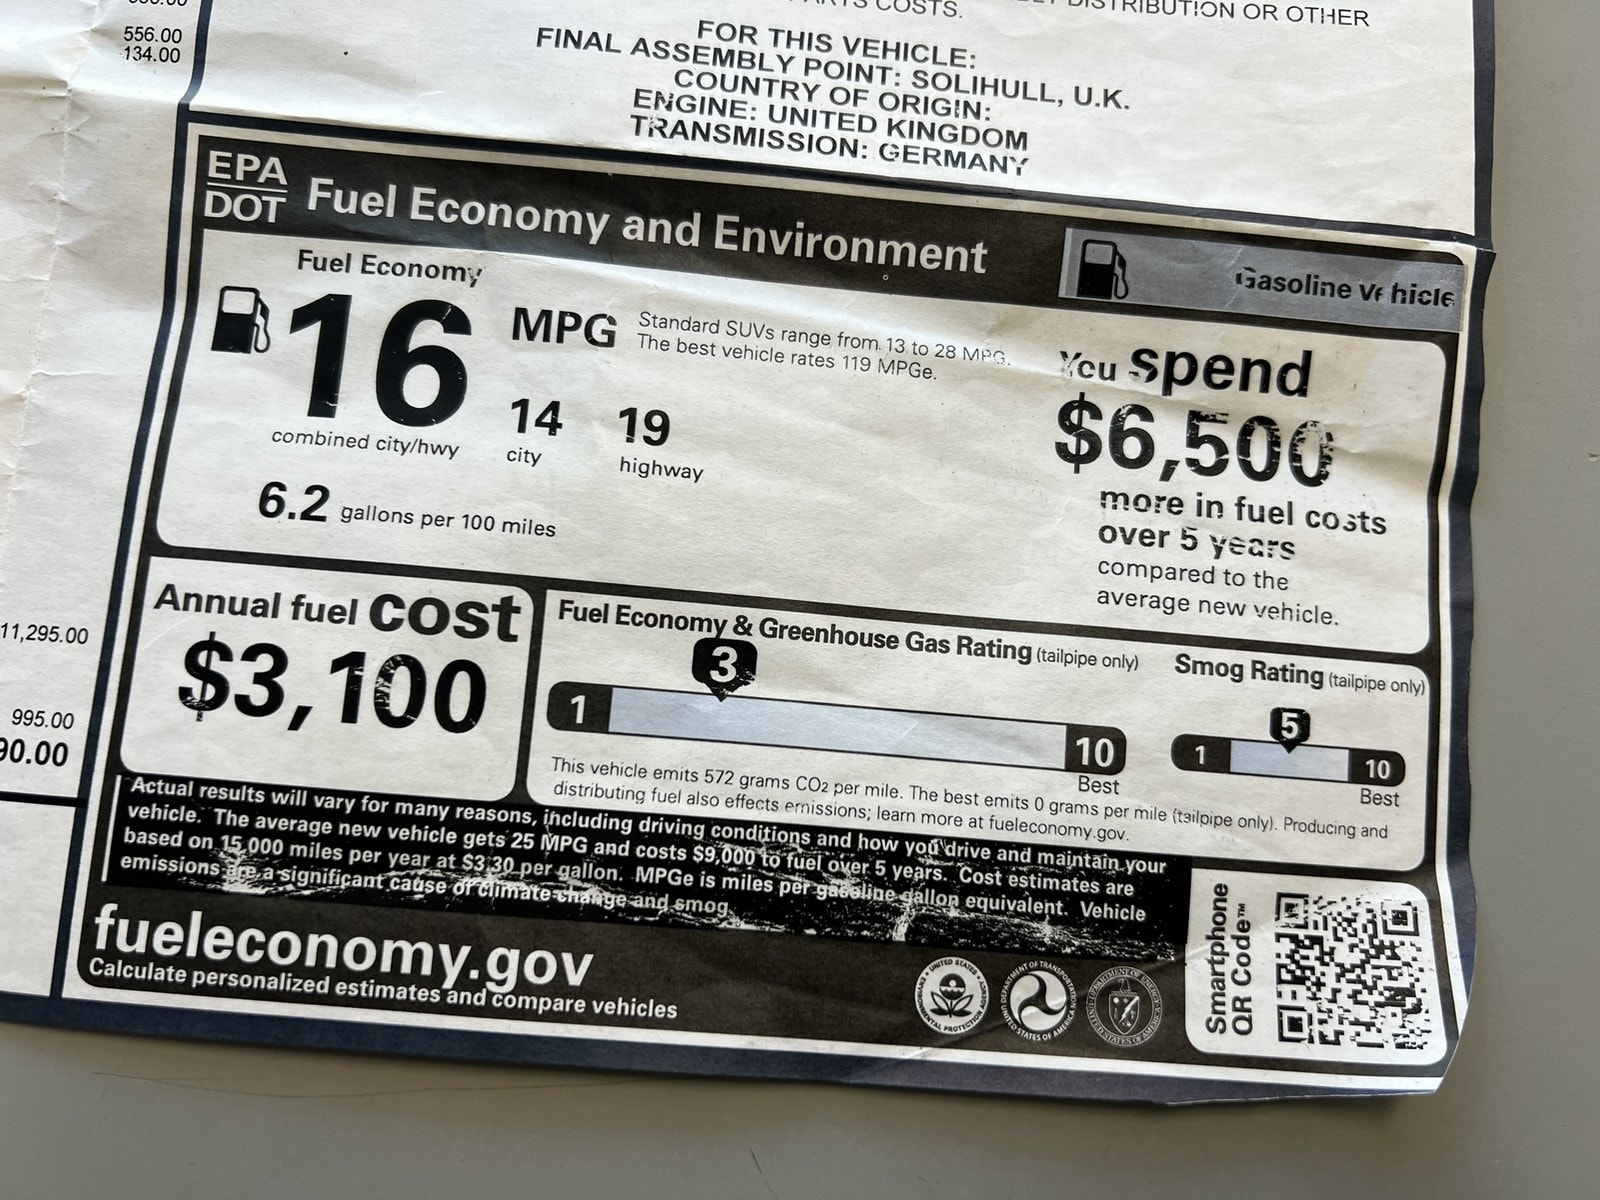 556.00
134.00
DISTRIBUTION OR OTHER
COSTS.
FOR THIS VEHICLE:
FINAL ASSEMBLY POINT: SOLIHULL, U.K.
COUNTRY OF ORIGIN:
ENGINE: UNITED KINGDOM
TRANSMISSION: GERMANY
EPA
DOT
Fuel Economy and Environment
Gasoline Vehicle
Fuel Economy
16 MPG
Standard SUVs range from 13 to 28 MPG.
The best vehicle rates 119 MPGe.
combined city/hwy
14
city
19
highway
6.2 gallons per 100 miles
You spend
$6,500
more in fuel costs
over 5 years
compared to the
average new vehicle.
11,295.00
995.00
90.00
Annual fuel cost
$3,100
Fuel Economy & Greenhouse Gas Rating (tailpipe only)
3
1
10
Best
Smog Rating (tailpipe only)
5
1
10
Best
This vehicle emits 572 grams CO2 per mile. The best emits 0 grams per mile (tailpipe only). Producing and
distributing fuel also effects emissions; learn more at fueleconomy.gov.
Actual results will vary for many reasons, including driving conditions and how you drive and maintain your
vehicle. The average new vehicle gets 25 MPG and costs $9,000 to fuel over 5 years. Cost estimates are
based on 15,000 miles per year at $3.30 per gallon. MPGe is miles per gasoline gallon equivalent. Vehicle
emissions are a significant cause of climate change and smog.
fueleconomy.gov
Calculate personalized estimates and compare vehicles
Smartphone
QR Code™